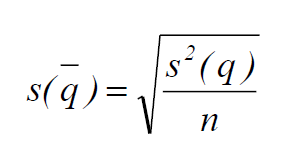 s(q̄) = √(s²(q)/n)